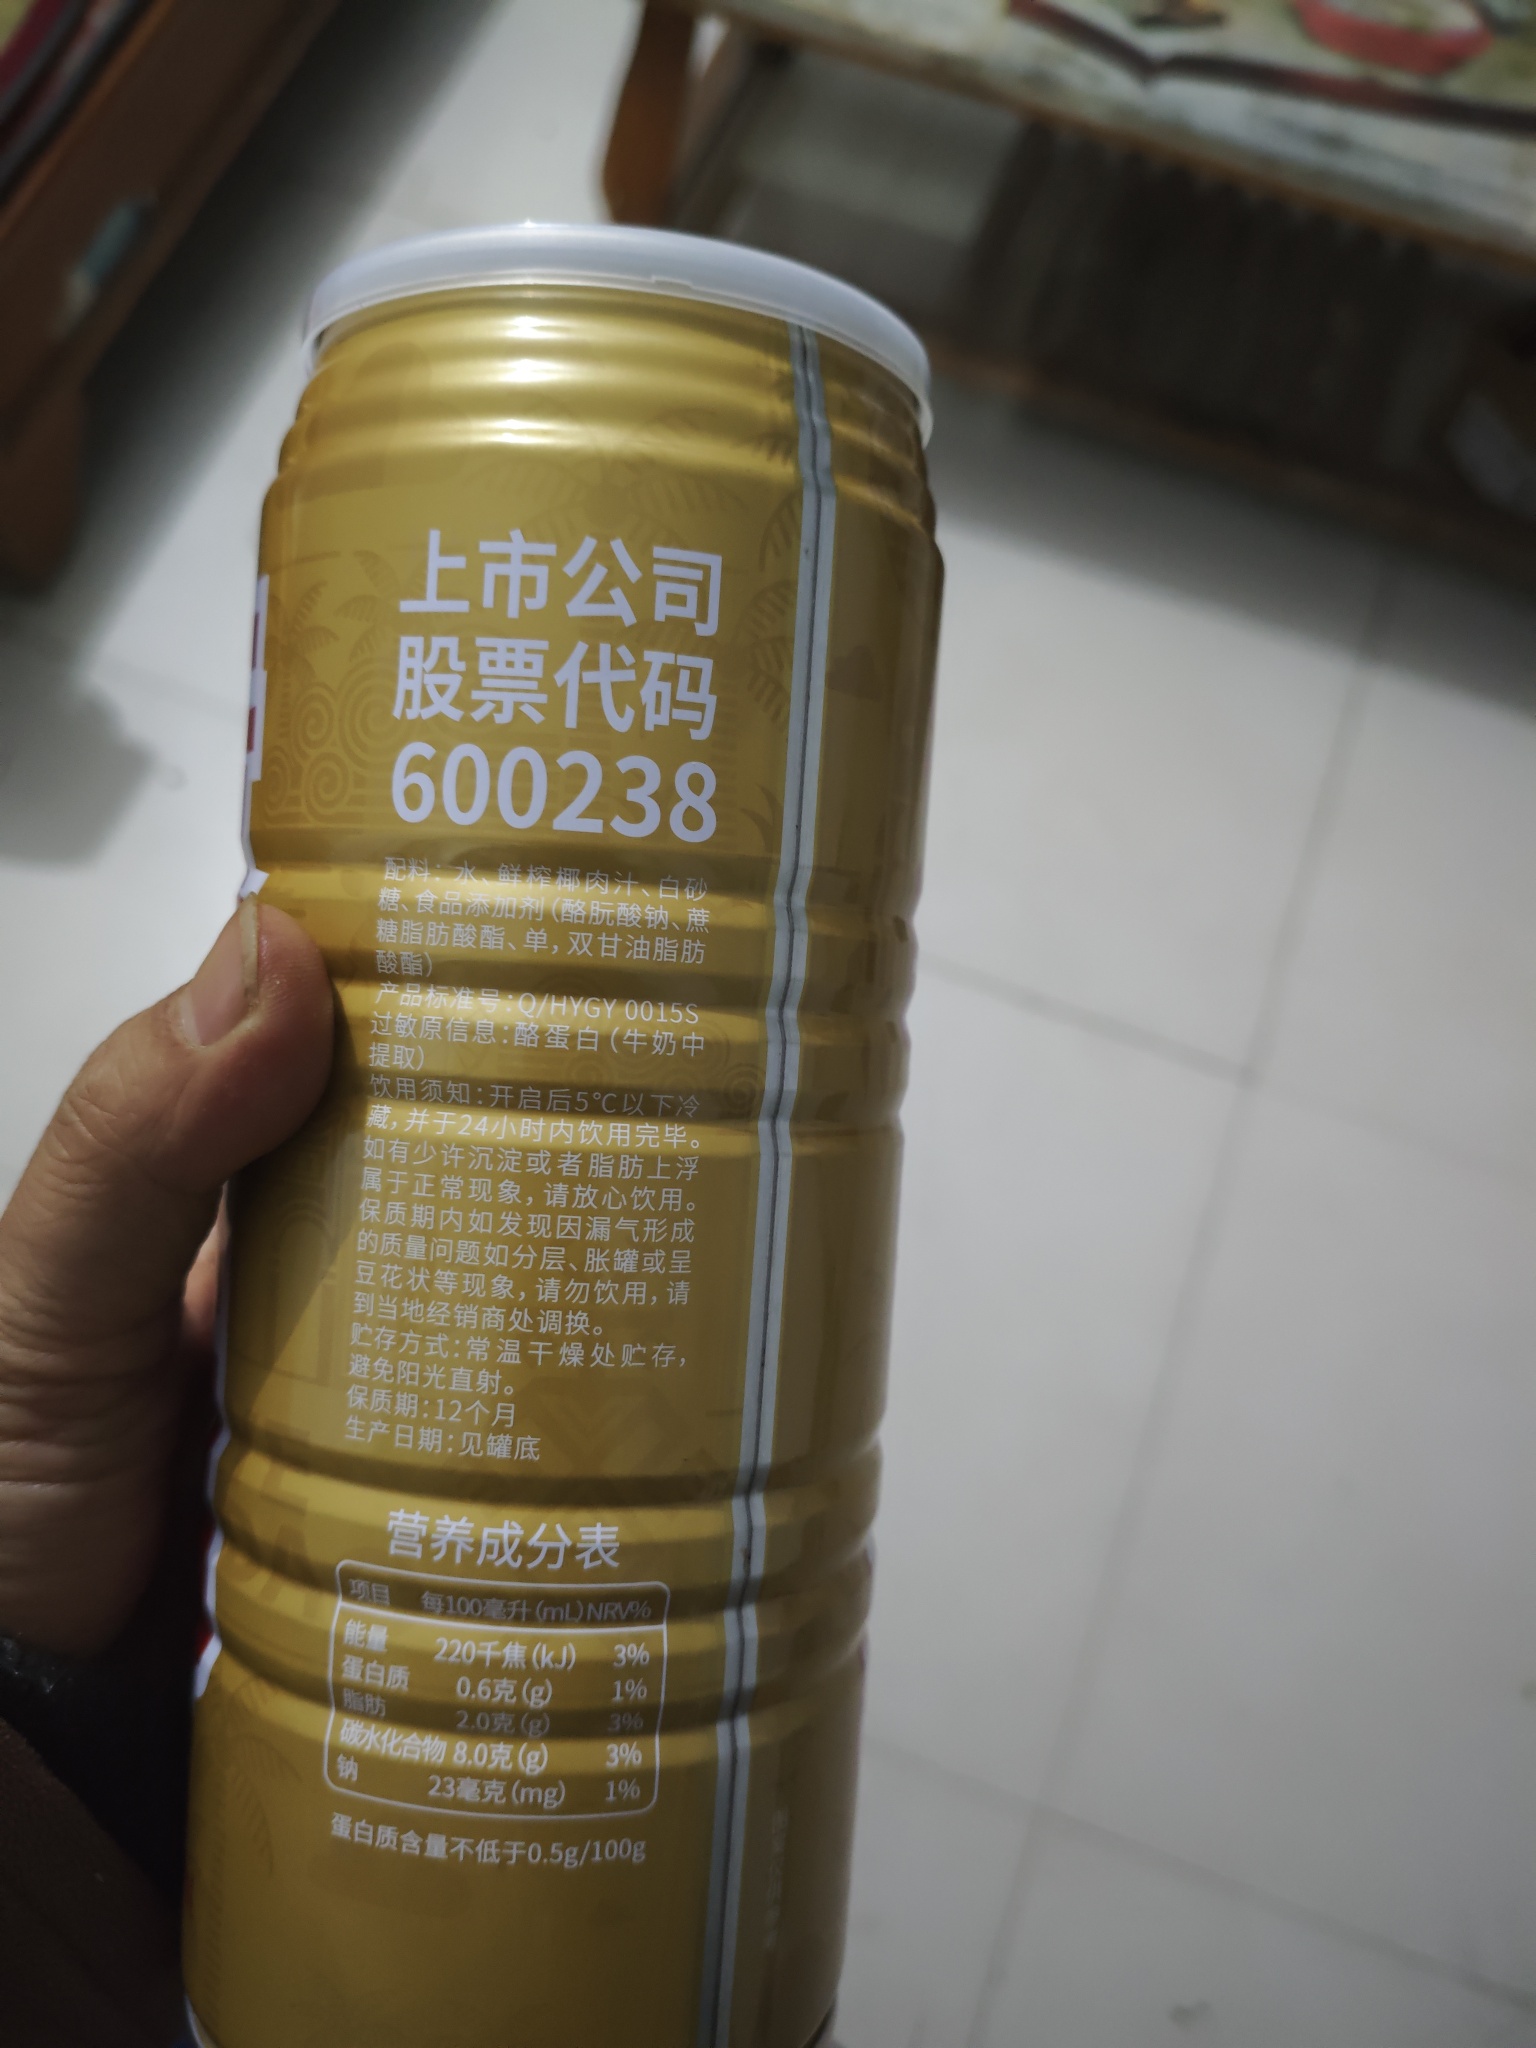 上市公司
股票代码
600238
配料：水、鲜榨椰肉汁、白砂
糖、食品添加剂（酪朊酸钠、蔗
糖脂肪酸酯、单，双甘油脂肪
酸酯）
产品标准号：Q/HYGY 0015S
过敏原信息：酪蛋白（牛奶中
提取）
饮用须知：开启后5℃以下冷
藏，并于24小时内饮用完毕。
如有少许沉淀或者脂肪上浮
属于正常现象，请放心饮用。
保质期内如发现因漏气形成
的质量问题如分层、胀罐或呈
豆花状等现象，请勿饮用，请
到当地经销商处调换。
贮存方式：常温干燥处贮存，
避免阳光直射。
保质期：12个月
生产日期：见罐底
营养成分表
项目 每100毫升（mL） NRV%
能量 220千焦（kJ） 3%
蛋白质 0.6克（g） 1%
脂肪 2.0克（g） 3%
碳水化合物 8.0克（g） 3%
钠 23毫克（mg） 1%
蛋白质含量不低于0.5g/100g